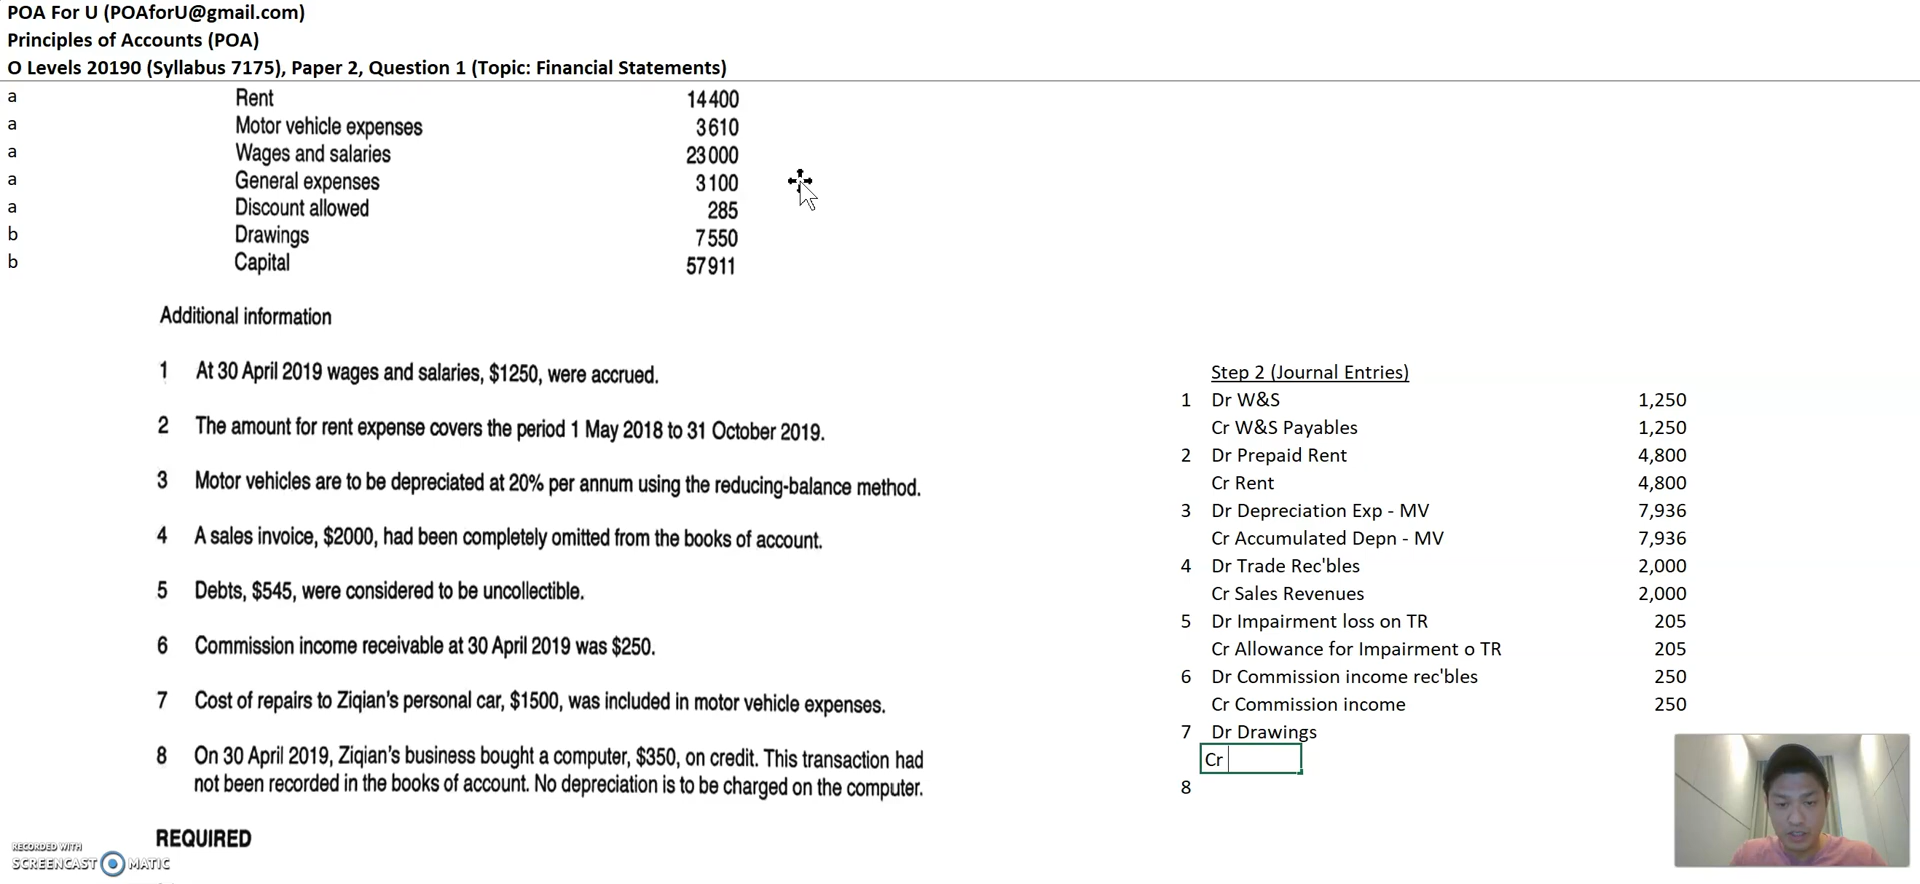 POA For U (POAforU@gmail.com)
Principles of Accounts (POA)
O Levels 20190 (Syllabus 7175), Paper 2, Question 1 (Topic: Financial Statements)
a Rent 14400
a Motor vehicle expenses 3610
a Wages and salaries 23000
a General expenses 3100
a Discount allowed 285
b Drawings 7550
b Capital 57911
Additional information
1 At 30 April 2019 wages and salaries, $1250, were accrued.
2 The amount for rent expense covers the period 1 May 2018 to 31 October 2019.
3 Motor vehicles are to be depreciated at 20% per annum using the reducing-balance method.
4 A sales invoice, $2000, had been completely omitted from the books of account.
5 Debts, $545, were considered to be uncollectible.
6 Commission income receivable at 30 April 2019 was $250.
7 Cost of repairs to Ziqian's personal car, $1500, was included in motor vehicle expenses.
8 On 30 April 2019, Ziqian's business bought a computer, $350, on credit. This transaction had
not been recorded in the books of account. No depreciation is to be charged on the computer.
REQUIRED
Step 2 (Journal Entries)
1 Dr W&S 1,250
Cr W&S Payables 1,250
2 Dr Prepaid Rent 4,800
Cr Rent 4,800
3 Dr Depreciation Exp - MV 7,936
Cr Accumulated Depn - MV 7,936
4 Dr Trade Rec'bles 2,000
Cr Sales Revenues 2,000
5 Dr Impairment loss on TR 205
Cr Allowance for Impairment o TR 205
6 Dr Commission income rec'bles 250
Cr Commission income 250
7 Dr Drawings
Cr
8
RECORDED WITH
SCREENCAST MATIC